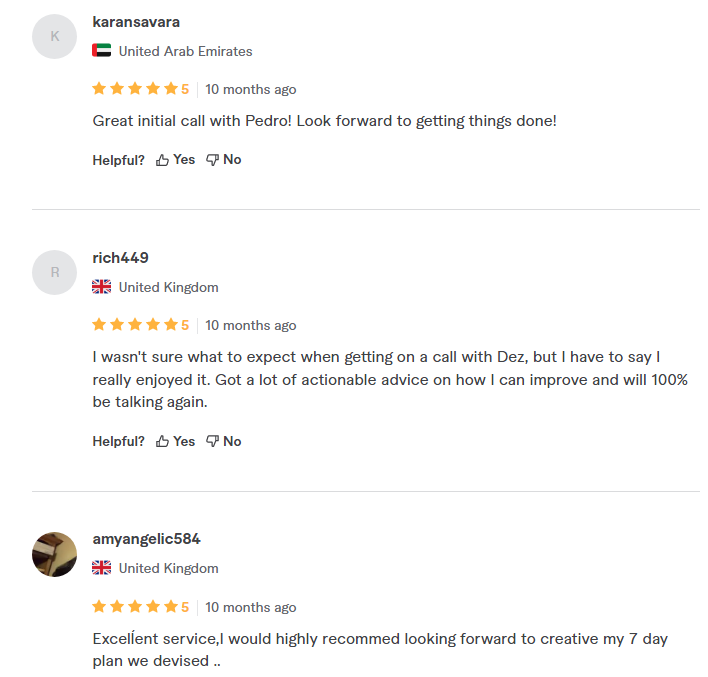 K
karansavara
United Arab Emirates
5 10 months ago
Great initial call with Pedro! Look forward to getting things done!
Helpful? Yes No
R
rich449
United Kingdom
5 10 months ago
I wasn't sure what to expect when getting on a call with Dez, but I have to say I
really enjoyed it. Got a lot of actionable advice on how I can improve and will 100%
be talking again.
Helpful? Yes No
amyangelic584
United Kingdom
5 10 months ago
Excelĺent service,I would highly recommed looking forward to creative my 7 day
plan we devised ..